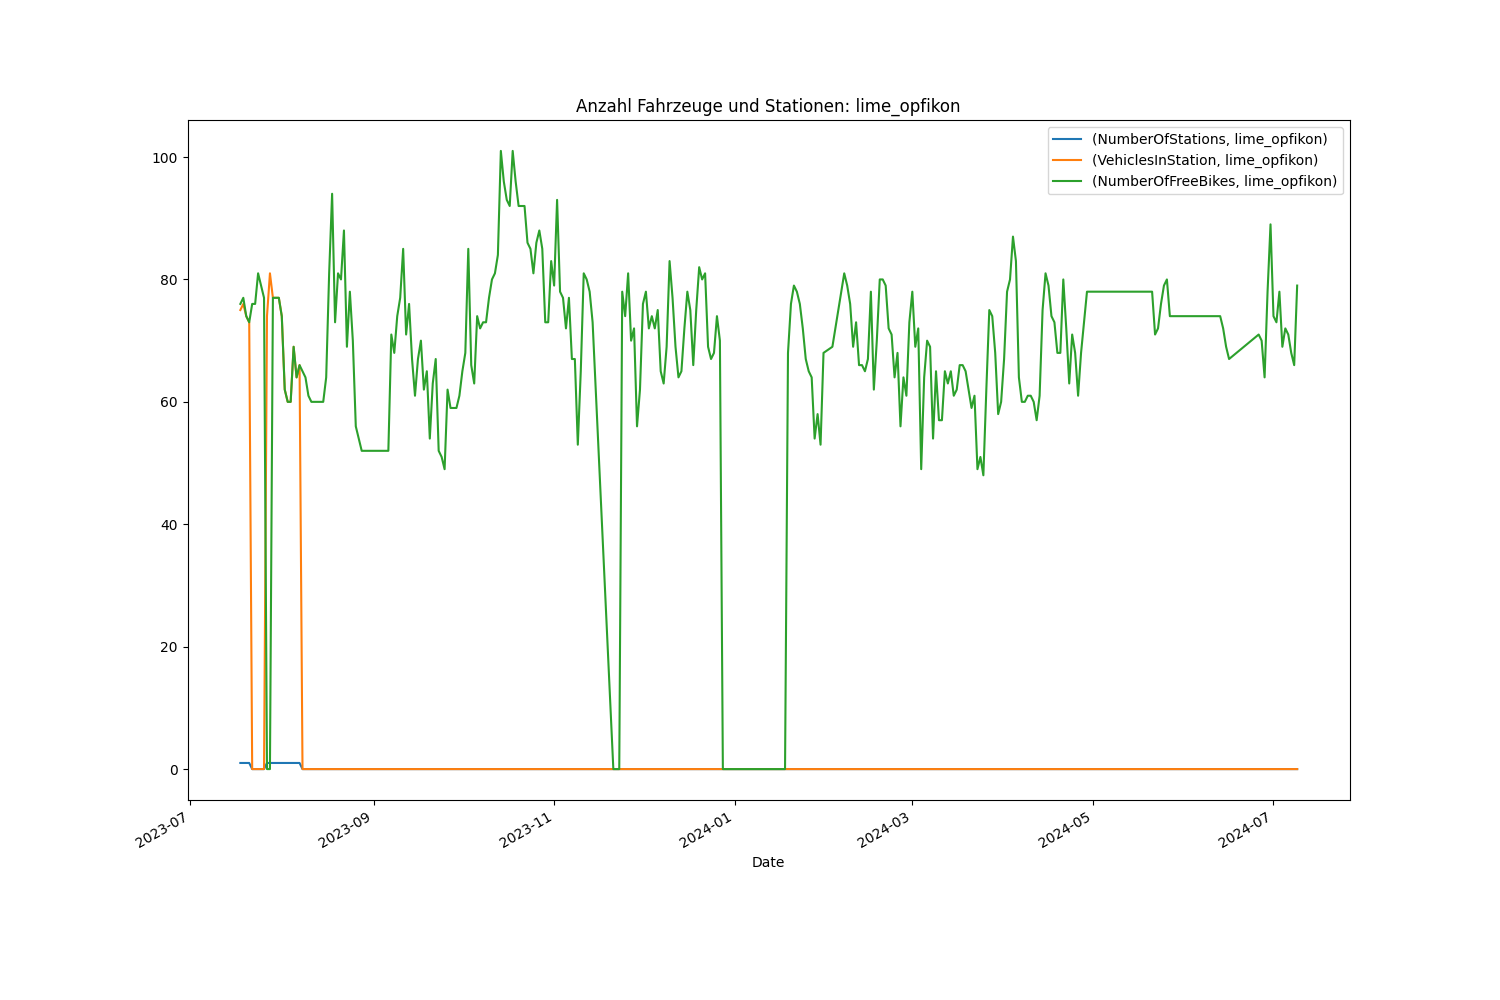 Anzahl Fahrzeuge und Stationen: lime_opfikon
(NumberOfStations, lime_opfikon)
(VehiclesInStation, lime_opfikon)
(NumberOfFreeBikes, lime_opfikon)
100
80
60
40
20
0
2023-07
2023-09
2023-11
2024-01
2024-03
2024-05
2024-07
Date